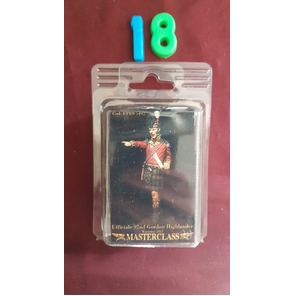 18
Ufficiale 92nd Gordon Highlander
MASTERCLASS